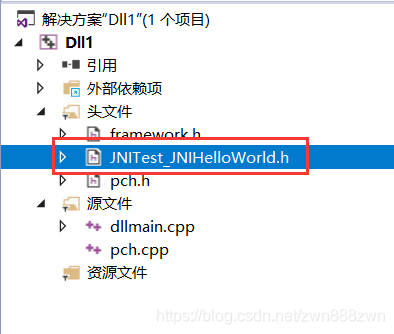 解决方案“Dll1”(1 个项目)
Dll1
引用
外部依赖项
头文件
framework.h
JNITest_JNIHelloWorld.h
pch.h
源文件
dllmain.cpp
pch.cpp
资源文件
https://blog.csdn.net/zwn888zwn